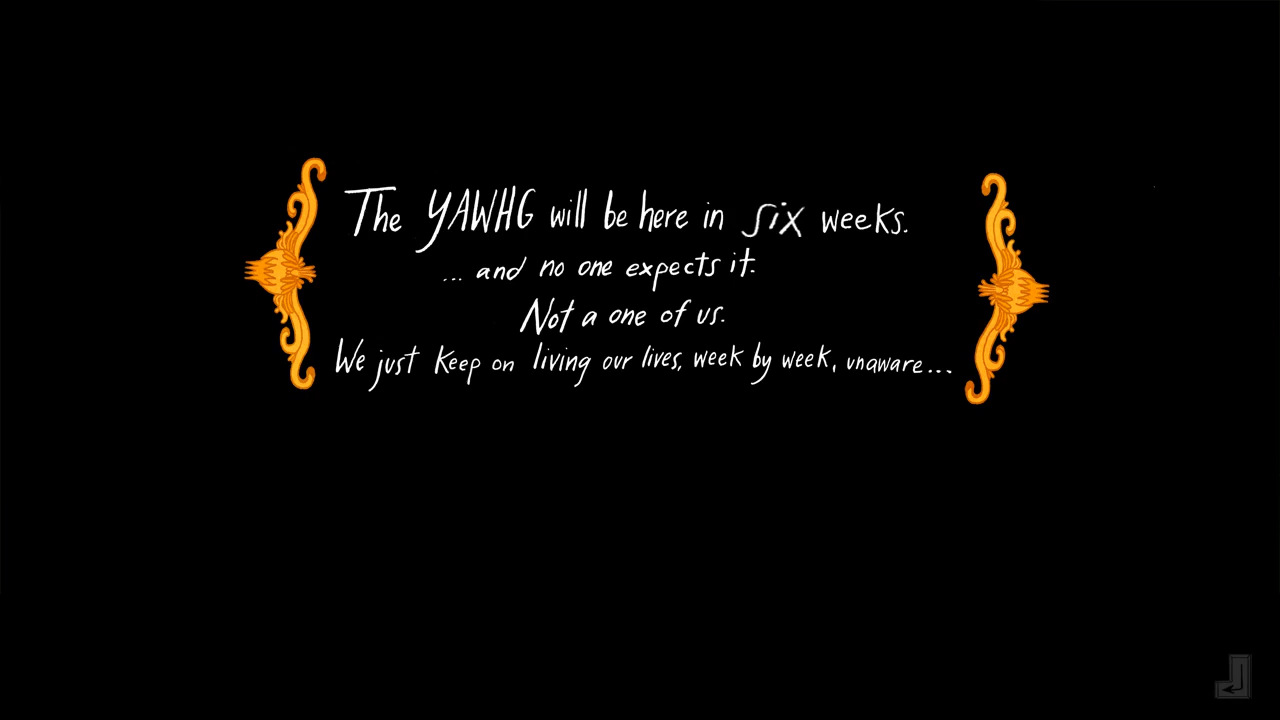 The YAWHG will be here in six weeks.
... and no one expects it.
Not a one of us.
We just keep on living our lives, week by week, unaware...